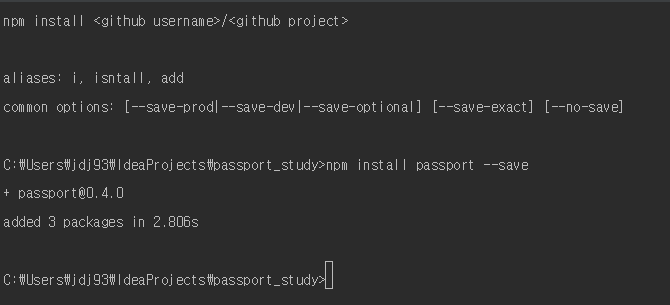 npm install <github username>/<github project>
aliases: i, isntall, add
common options: [--save-prod|--save-dev|--save-optional] [--save-exact] [--no-save]
C:₩Users₩jdj93₩IdeaProjects₩passport_study>npm install passport --save
+ passport@0.4.0
added 3 packages in 2.806s
C:₩Users₩jdj93₩IdeaProjects₩passport_study>